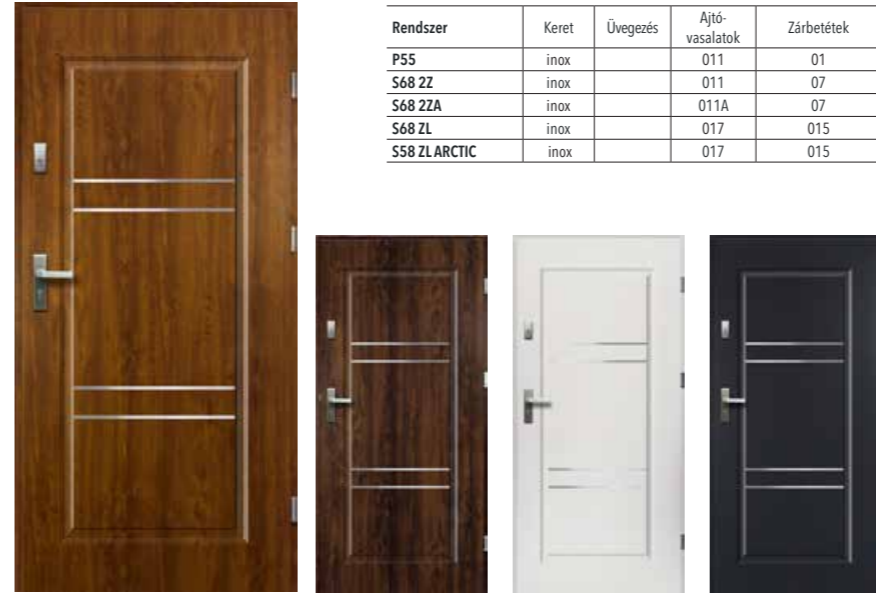 Rendszer Keret Üvegezés Ajtó-
vasalatok Zárbetétek
P55 inox 011 01
S68 2Z inox 011 07
S68 2ZA inox 011A 07
S68 ZL inox 017 015
S58 ZL ARCTIC inox 017 015